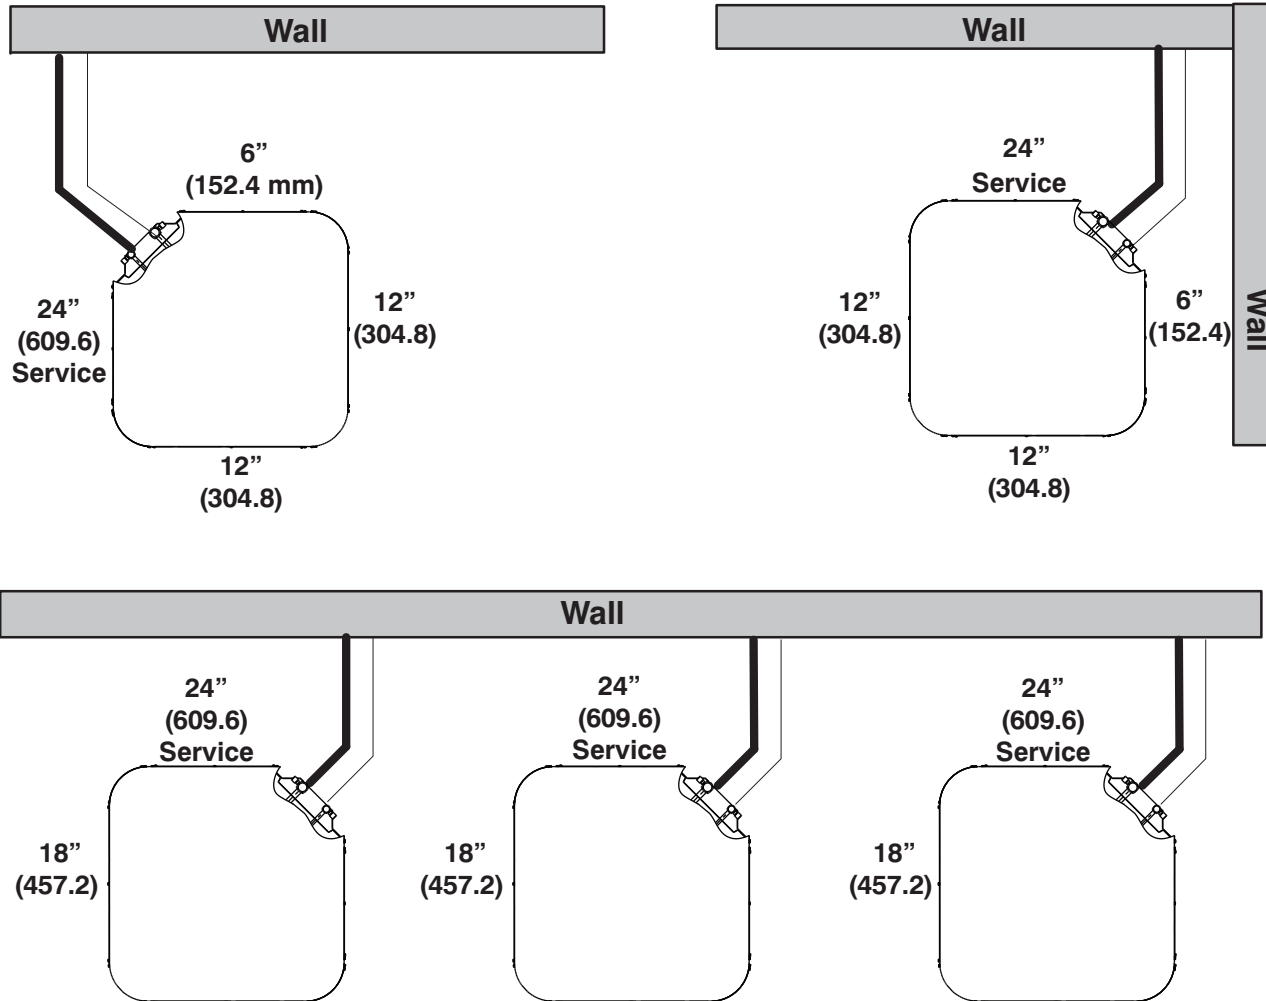 Wall
6”
(152.4 mm)
24”
(609.6)
Service
12”
(304.8)
12”
(304.8)
Wall
24”
Service
12”
(304.8)
6”
(152.4)
Wall
12”
(304.8)
Wall
24”
(609.6)
Service
18”
(457.2)
24”
(609.6)
Service
18”
(457.2)
24”
(609.6)
Service
18”
(457.2)